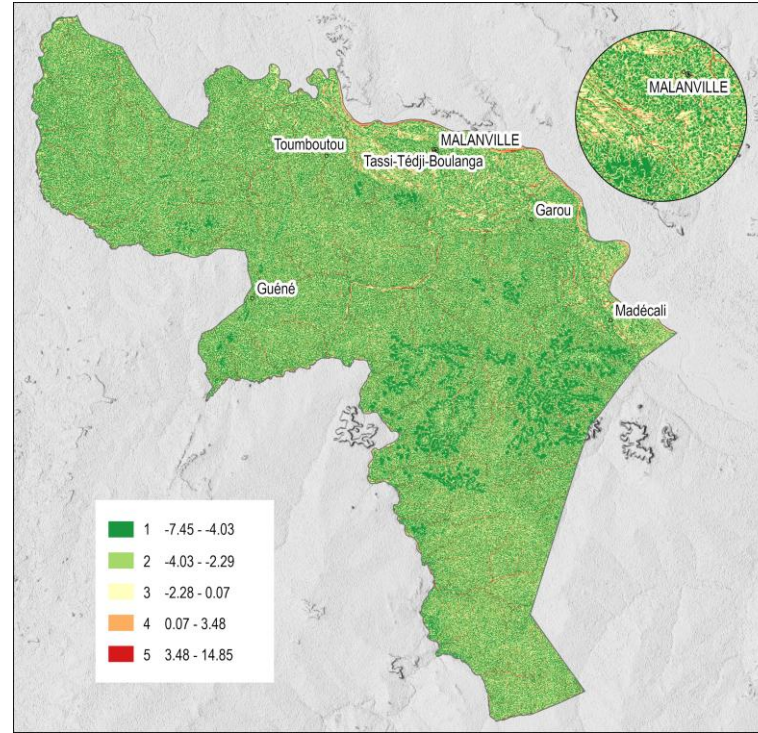 MALANVILLE
MALANVILLE
Toumboutou
Tassi-Tédji-Boulanga
Garou
Guéné
Madécali
1 -7.45 - -4.03
2 -4.03 - -2.29
3 -2.28 - 0.07
4 0.07 - 3.48
5 3.48 - 14.85